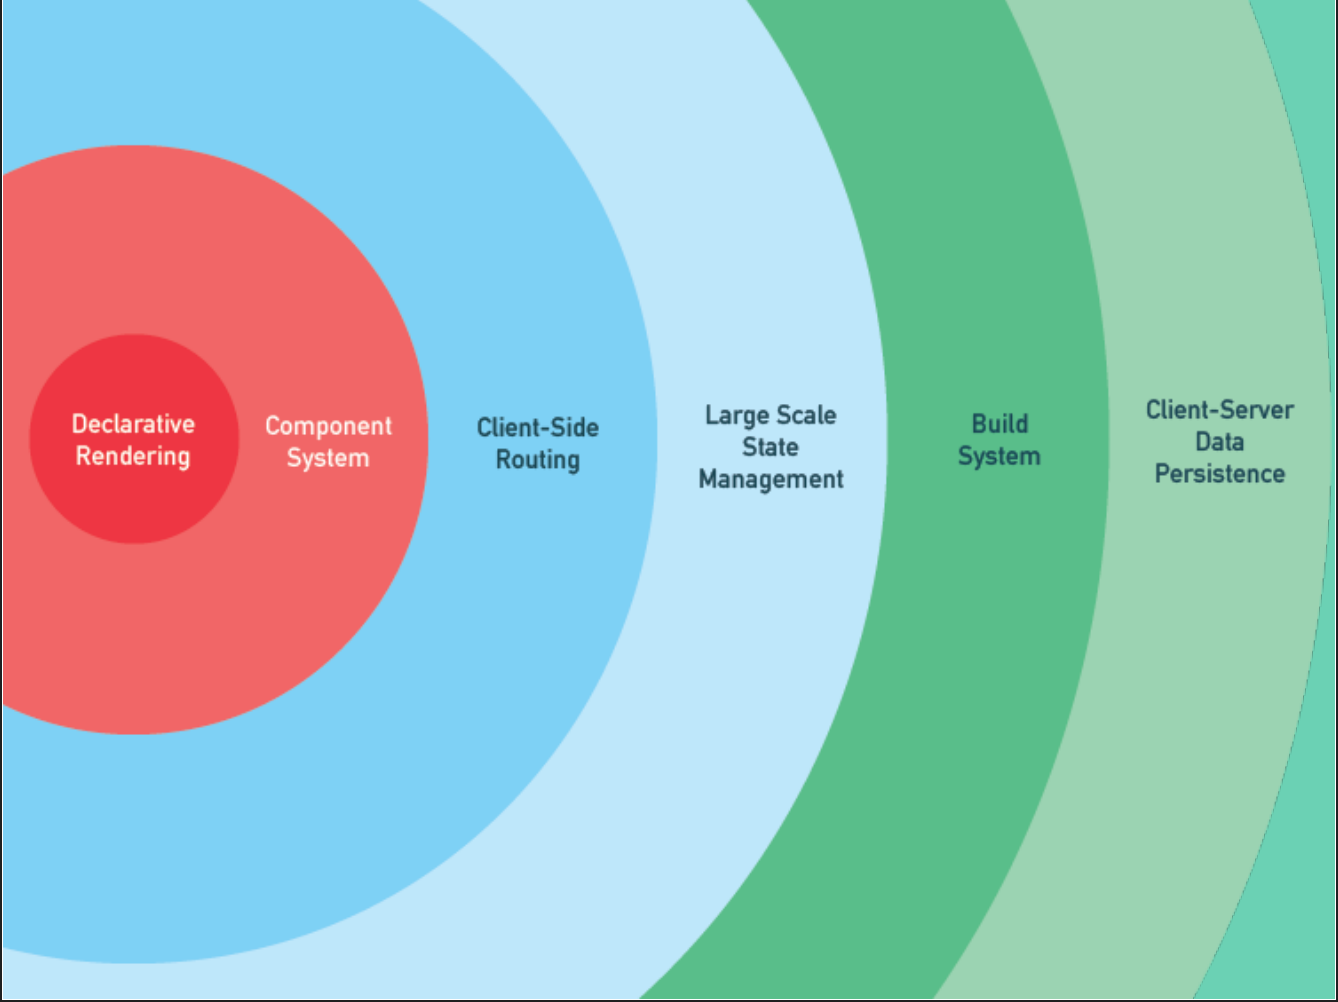 Declarative
Rendering
Component
System
Client-Side
Routing
Large Scale
State
Management
Build
System
Client-Server
Data
Persistence